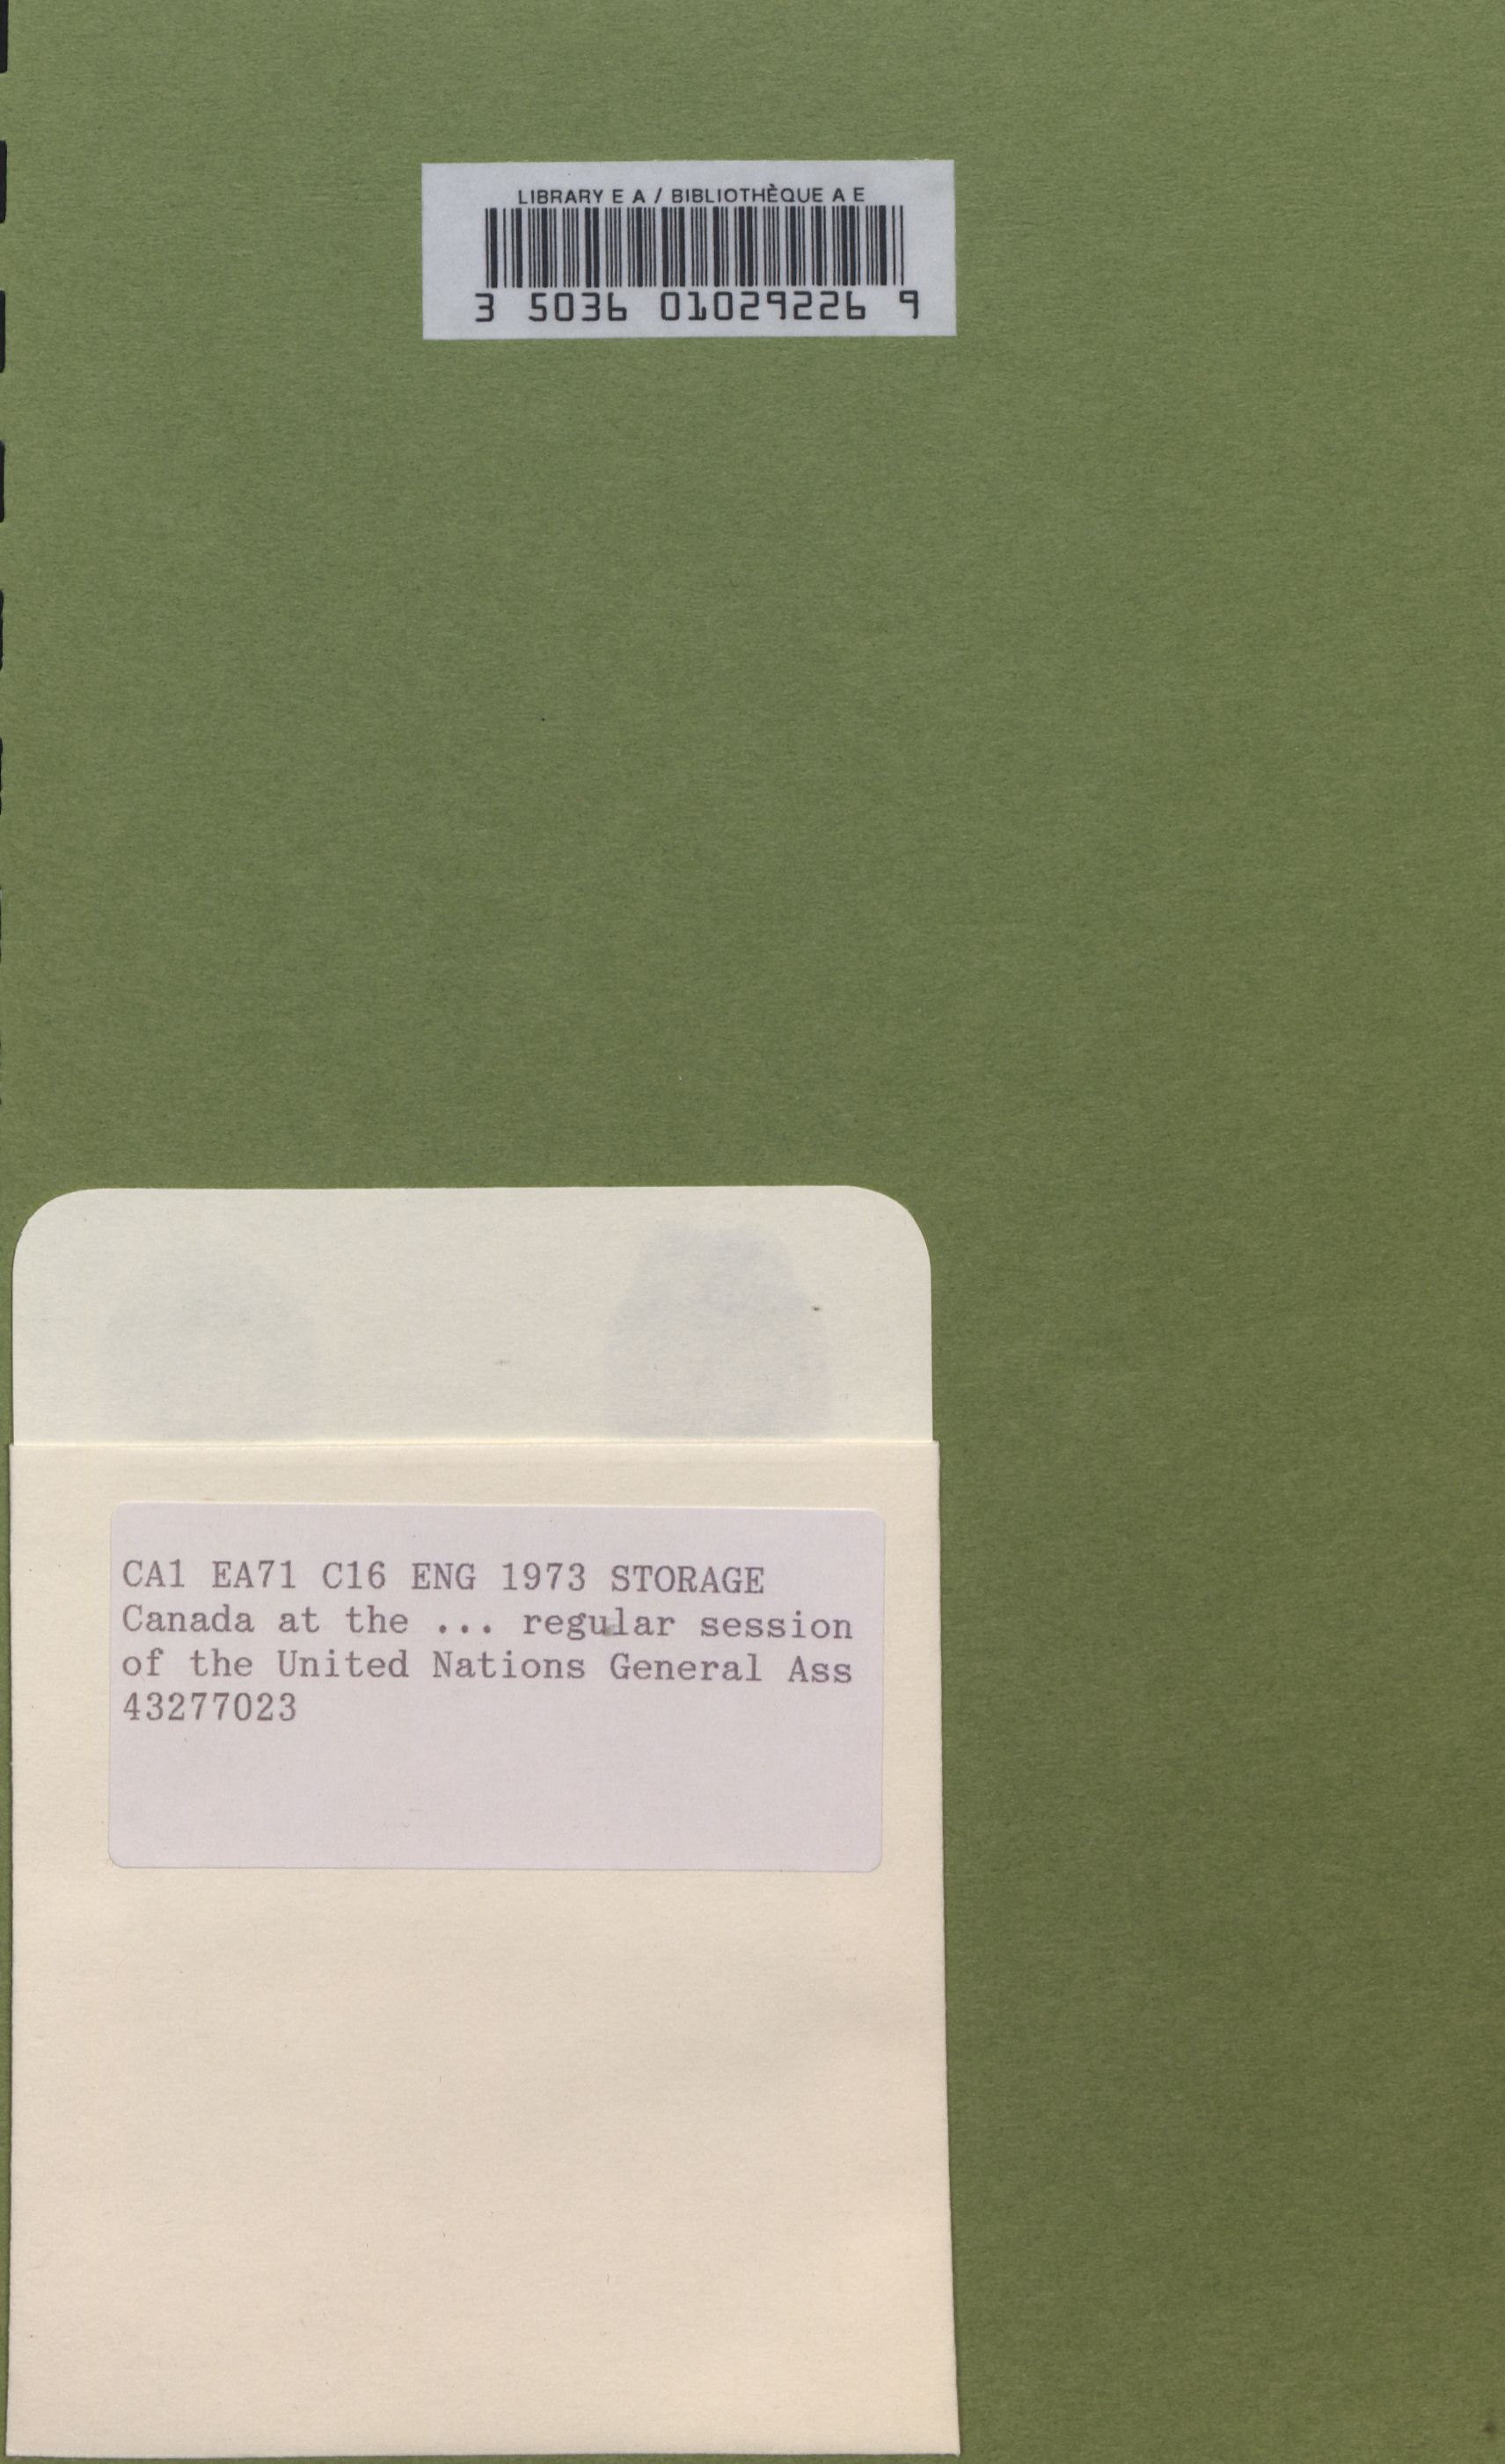 LIBRARY E A / BIBLIOTHÈQUE A E
3 5036 01029226 9
CA1 EA71 C16 ENG 1973 STORAGE
Canada at the ... regular session
of the United Nations General Ass
43277023